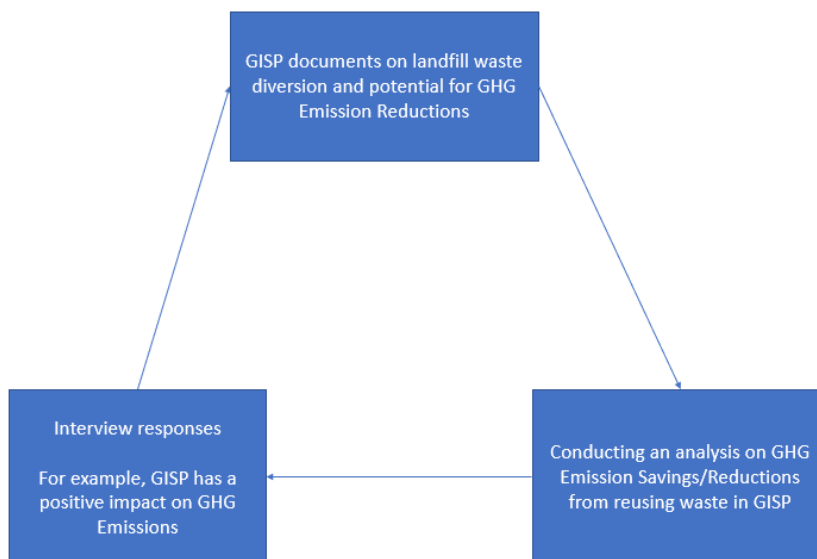 GISP documents on landfill waste
diversion and potential for GHG
Emission Reductions
Interview responses
For example, GISP has a
positive impact on GHG
Emissions
Conducting an analysis on GHG
Emission Savings/Reductions
from reusing waste in GISP